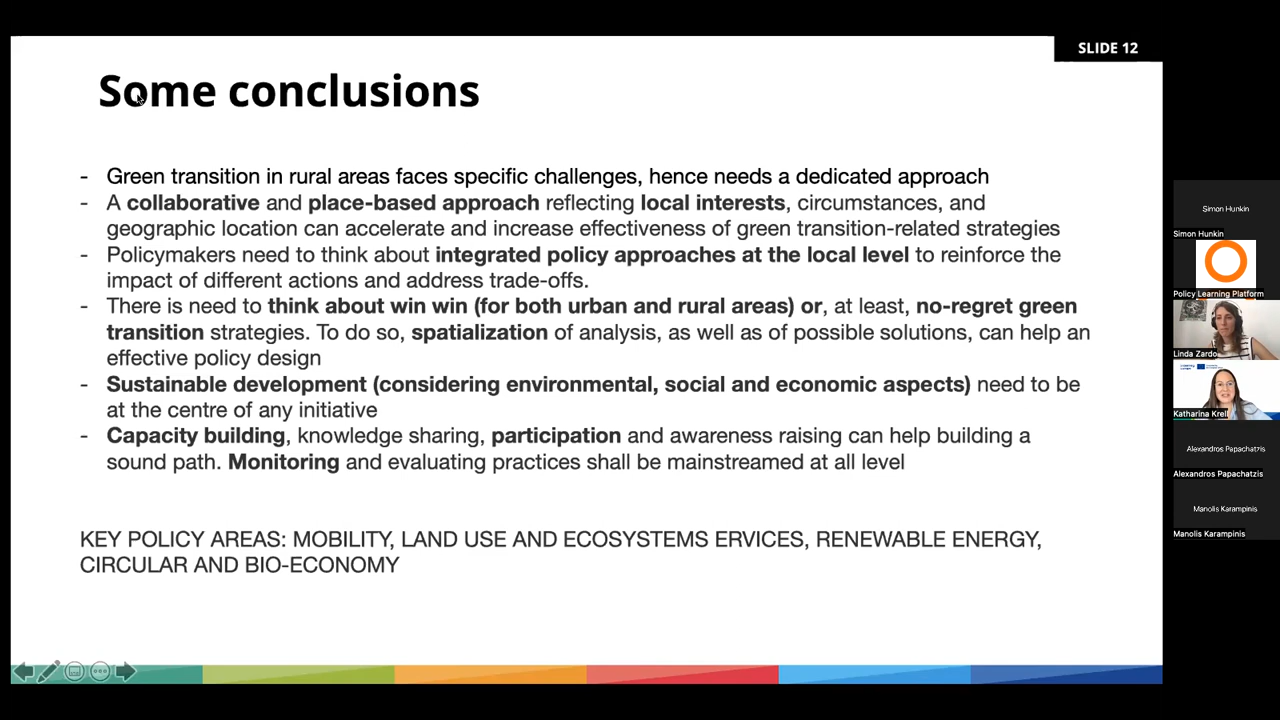 SLIDE 12
Some conclusions
- Green transition in rural areas faces specific challenges, hence needs a dedicated approach
- A collaborative and place-based approach reflecting local interests, circumstances, and
geographic location can accelerate and increase effectiveness of green transition-related strategies
- Policymakers need to think about integrated policy approaches at the local level to reinforce the
impact of different actions and address trade-offs.
- There is need to think about win win (for both urban and rural areas) or, at least, no-regret green
transition strategies. To do so, spatialization of analysis, as well as of possible solutions, can help an
effective policy design
- Sustainable development (considering environmental, social and economic aspects) need to be
at the centre of any initiative
- Capacity building, knowledge sharing, participation and awareness raising can help building a
sound path. Monitoring and evaluating practices shall be mainstreamed at all level
KEY POLICY AREAS: MOBILITY, LAND USE AND ECOSYSTEMS ERVICES, RENEWABLE ENERGY,
CIRCULAR AND BIO-ECONOMY
Simon Hunkin
Simon Hunkin
Policy Learning Platform
Linda Zardo
Katharina Krell
Alexandros Papachatzis
Alexandros Papachatzis
Manolis Karampinis
Manolis Karampinis